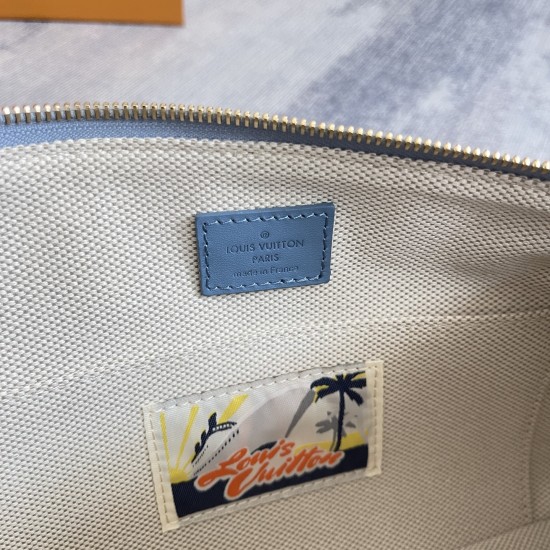 ®
LOUIS VUITTON
PARIS
made in France
Louis
Vuitton